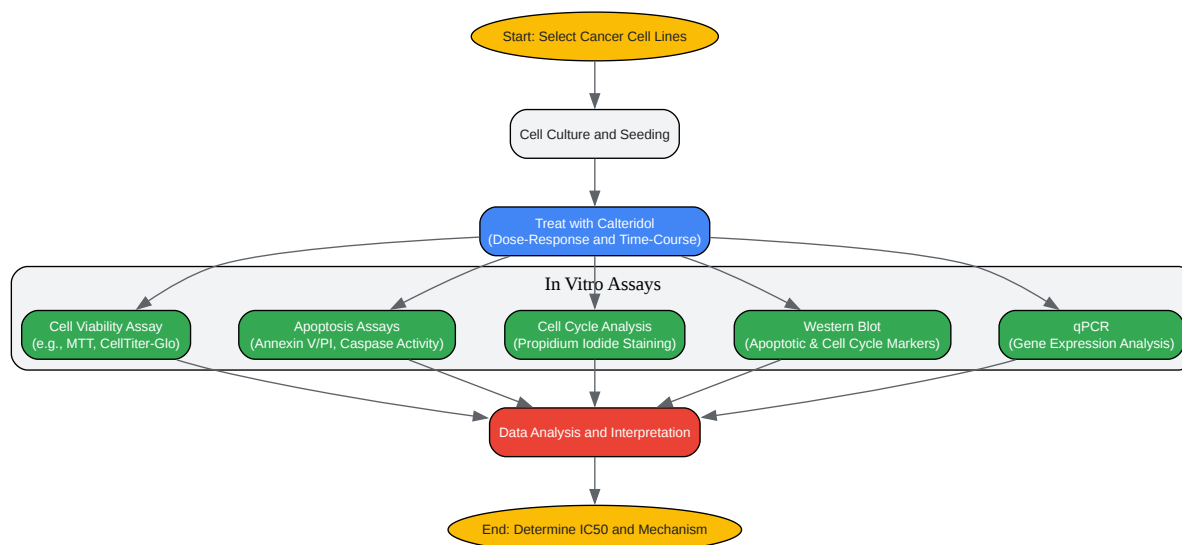 Start: Select Cancer Cell Lines
Cell Culture and Seeding
Treat with Calteridol
(Dose-Response and Time-Course)
In Vitro Assays
Cell Viability Assay
(e.g., MTT, CellTiter-Glo)
Apoptosis Assays
(Annexin V/PI, Caspase Activity)
Cell Cycle Analysis
(Propidium Iodide Staining)
Western Blot
(Apoptotic & Cell Cycle Markers)
qPCR
(Gene Expression Analysis)
Data Analysis and Interpretation
End: Determine IC50 and Mechanism